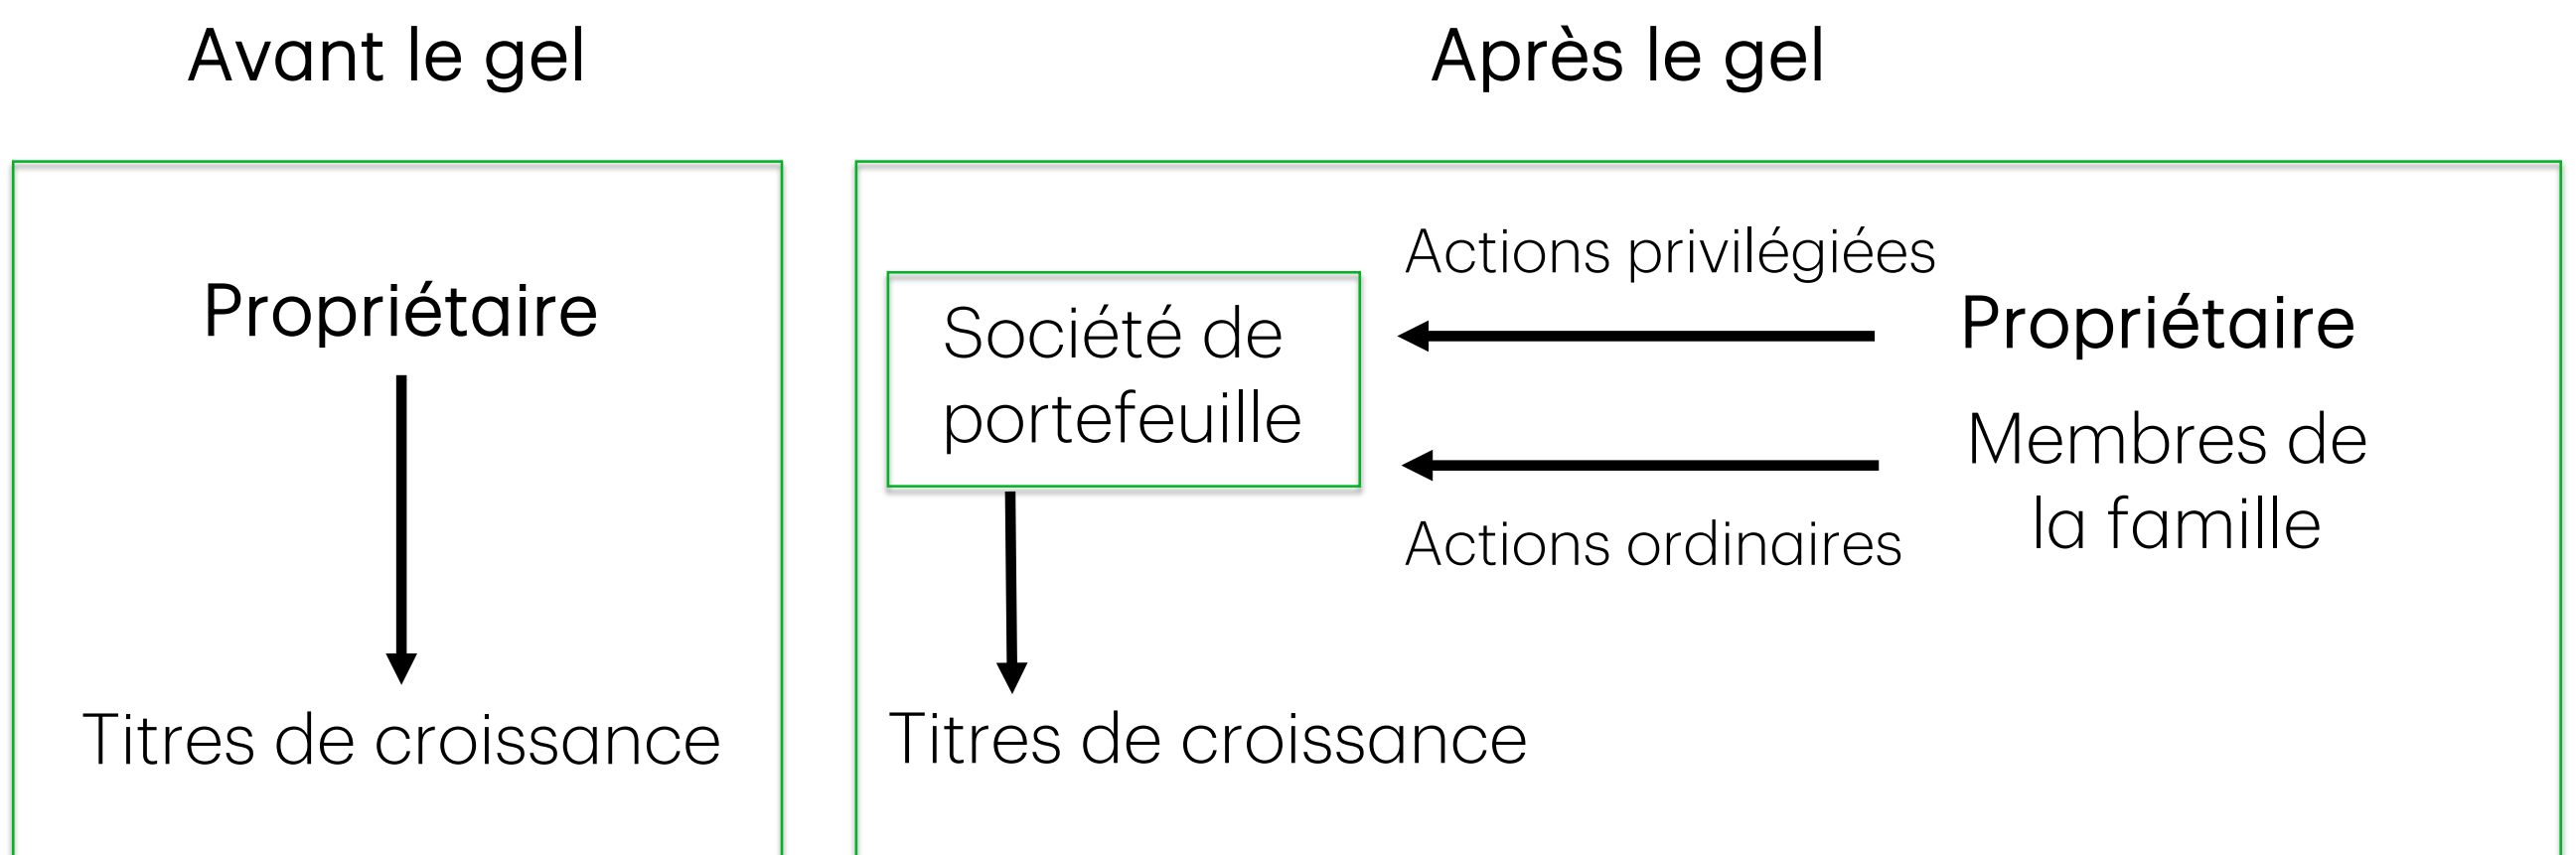 Avant le gel
Après le gel
Propriétaire
Titres de croissance
Société de
portefeuille
Actions privilégiées
Propriétaire
Membres de
la famille
Actions ordinaires
Titres de croissance